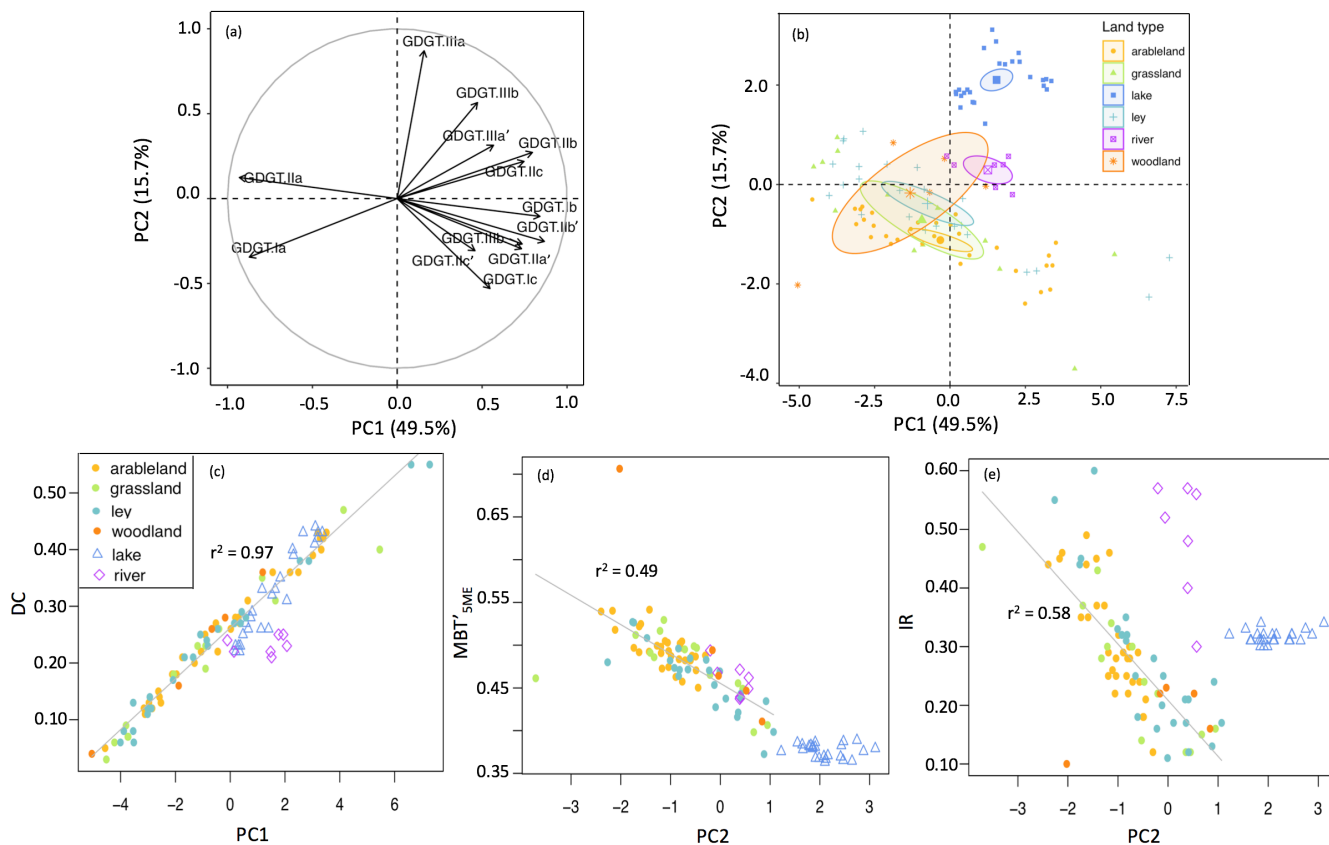 (a)
1.0
0.5
0.0
-0.5
-1.0
PC2 (15.7%)
GDGT.IIIa
GDGT.IIIb
GDGT.IIIa′
GDGT.IIb
GDGT.IIc
GDGT.IIa
GDGT.Ib
GDGT.IIb′
GDGT.IIIb
GDGT.Ia
GDGT.IIc′
GDGT.IIa′
GDGT.Ic
-1.0 -0.5 0.0 0.5 1.0
PC1 (49.5%)
(b)
Land type
arableland
grassland
lake
ley
river
woodland
2.0
0.0
-2.0
-4.0
PC2 (15.7%)
-5.0 -2.5 0.0 2.5 5.0 7.5
PC1 (49.5%)
(c)
arableland
grassland
ley
woodland
lake
river
r² = 0.97
0.50
0.40
0.30
0.20
0.10
DC
−4 −2 0 2 4 6
PC1
(d)
r² = 0.49
0.65
0.55
0.45
0.35
MBT′5ME
−3 −2 −1 0 1 2 3
PC2
(e)
r² = 0.58
0.60
0.50
0.40
0.30
0.20
0.10
IR
−3 −2 −1 0 1 2 3
PC2